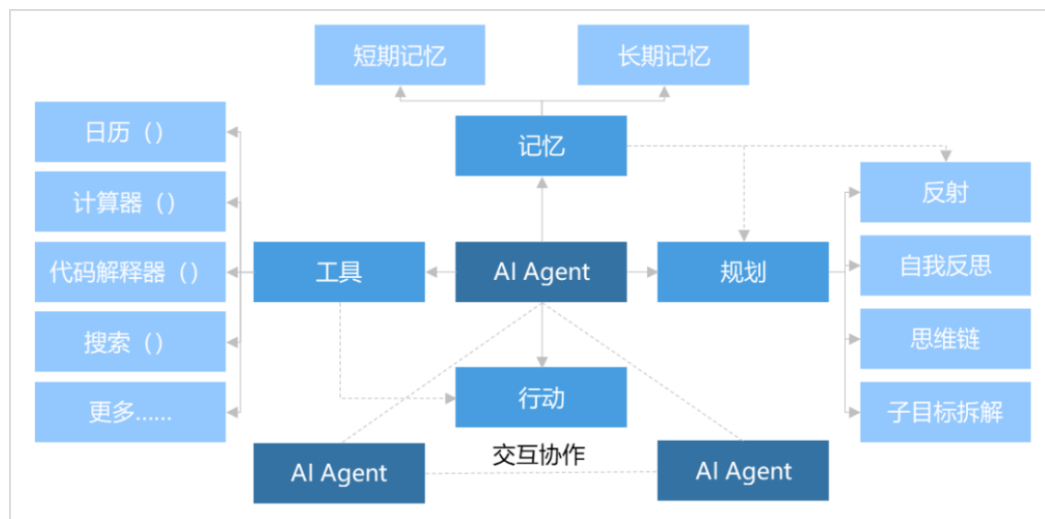 短期记忆
长期记忆
日历（）
记忆
计算器（）
反射
代码解释器（）
工具
AI Agent
规划
自我反思
搜索（）
思维链
更多……
行动
子目标拆解
交互协作
AI Agent
AI Agent